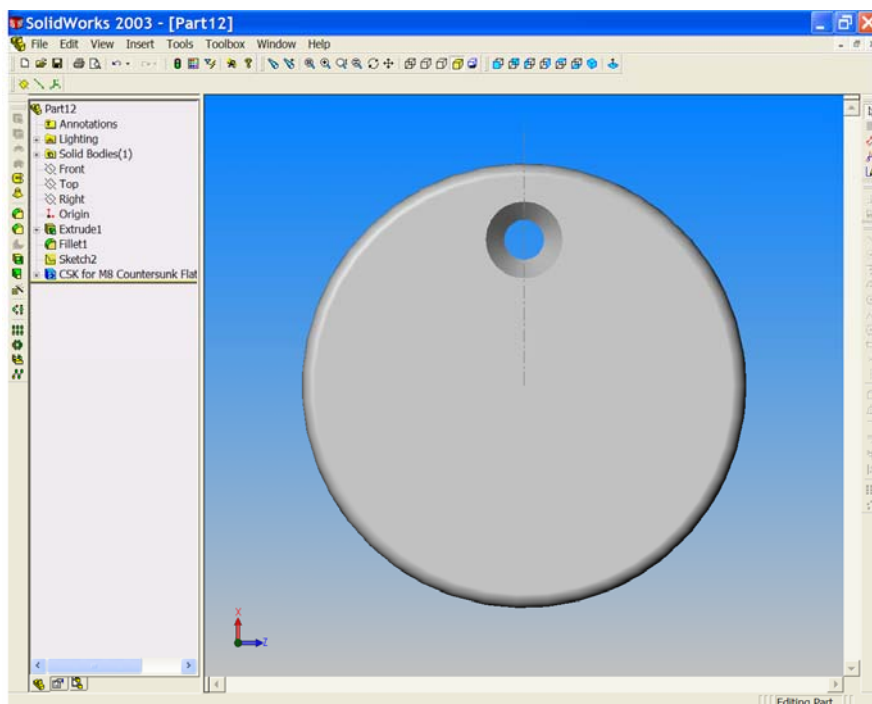 SolidWorks 2003 - [Part12]
File Edit View Insert Tools Toolbox Window Help
Part12
Annotations
Lighting
Solid Bodies(1)
Front
Top
Right
Origin
Extrude1
Fillet1
Sketch2
CSK for M8 Countersunk Flat
X
Z
Editing Part